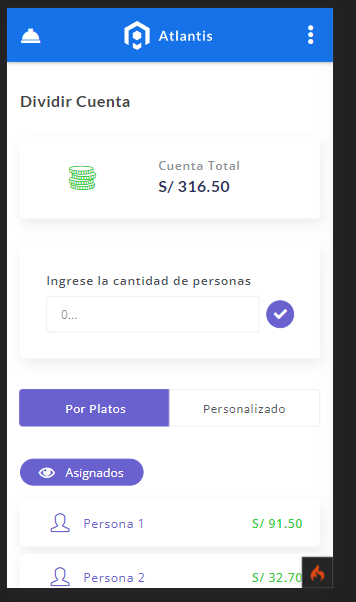 Atlantis
Dividir Cuenta
Cuenta Total
S/ 316.50
Ingrese la cantidad de personas
0...
Por Platos
Personalizado
Asignados
Persona 1
S/ 91.50
Persona 2
S/ 32.70